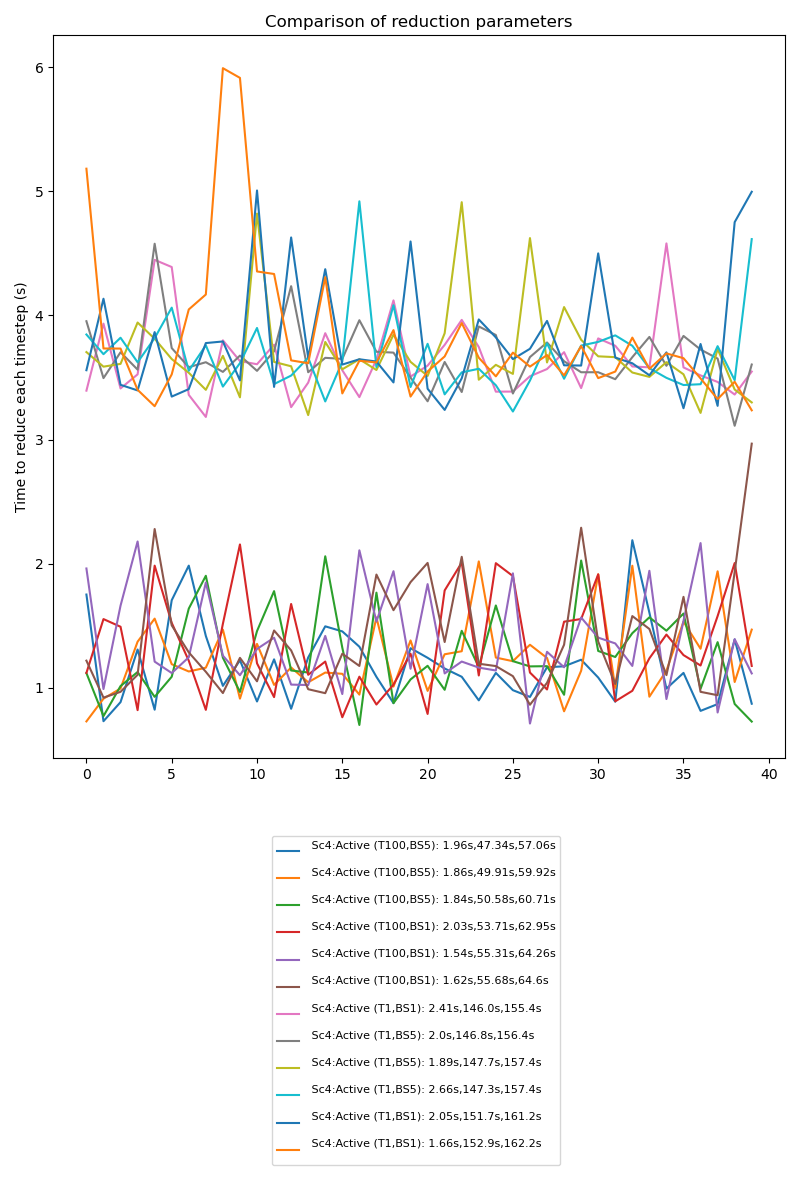 Comparison of reduction parameters
Time to reduce each timestep (s)
6
5
4
3
2
1
0 5 10 15 20 25 30 35 40
Sc4:Active (T100,BS5): 1.96s,47.34s,57.06s
Sc4:Active (T100,BS5): 1.86s,49.91s,59.92s
Sc4:Active (T100,BS5): 1.84s,50.58s,60.71s
Sc4:Active (T100,BS1): 2.03s,53.71s,62.95s
Sc4:Active (T100,BS1): 1.54s,55.31s,64.26s
Sc4:Active (T100,BS1): 1.62s,55.68s,64.6s
Sc4:Active (T1,BS1): 2.41s,146.0s,155.4s
Sc4:Active (T1,BS5): 2.0s,146.8s,156.4s
Sc4:Active (T1,BS5): 1.89s,147.7s,157.4s
Sc4:Active (T1,BS5): 2.66s,147.3s,157.4s
Sc4:Active (T1,BS1): 2.05s,151.7s,161.2s
Sc4:Active (T1,BS1): 1.66s,152.9s,162.2s